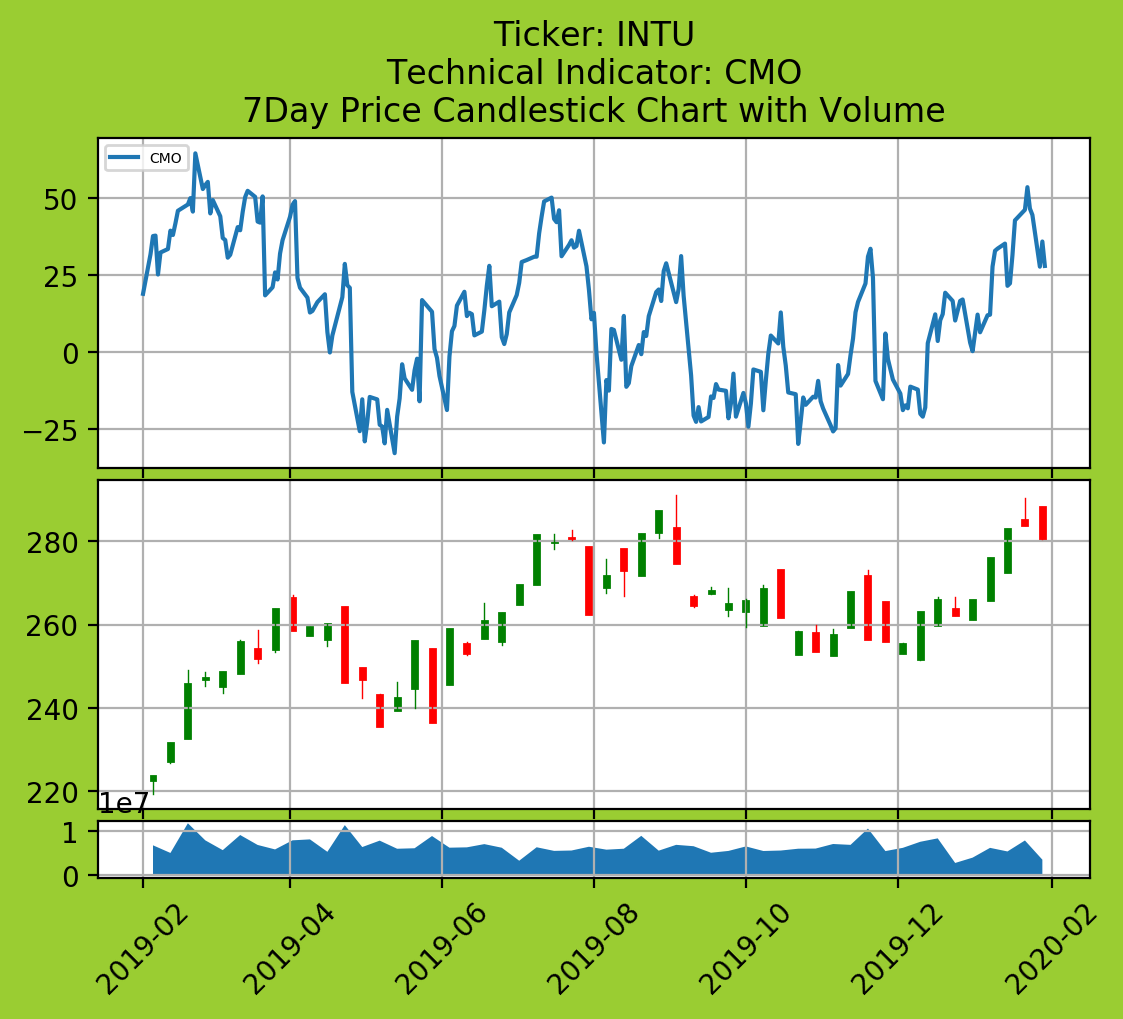 Ticker: INTU
Technical Indicator: CMO
7Day Price Candlestick Chart with Volume
CMO
50
25
0
−25
280
260
240
220
1e7
1
0
2019-02 2019-04 2019-06 2019-08 2019-10 2019-12 2020-02